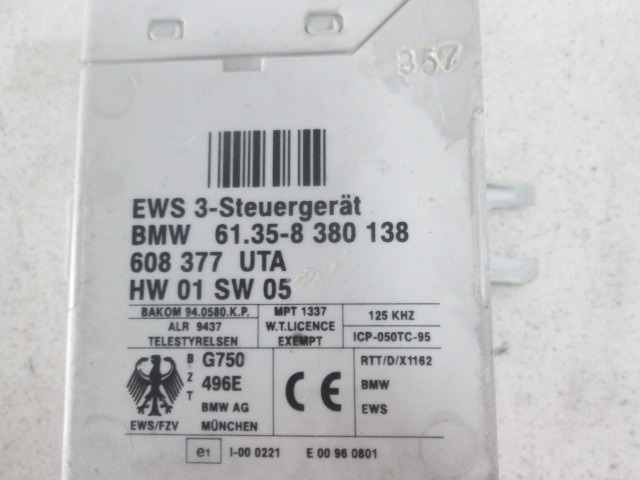 857
EWS 3-Steuergerät
BMW 61.35-8 380 138
608 377 UTA
HW 01 SW 05
BAKOM 94.0580.K.P.
ALR 9437
TELESTYRELSEN
MPT 1337
W.T.LICENCE
EXEMPT
125 KHZ
ICP-050TC-95
EWS/FZV
BZT
G750
496E
BMW AG
MÜNCHEN
CE
RTT/D/X1162
BMW
EWS
e1 I-00 0221 E 00 96 0801